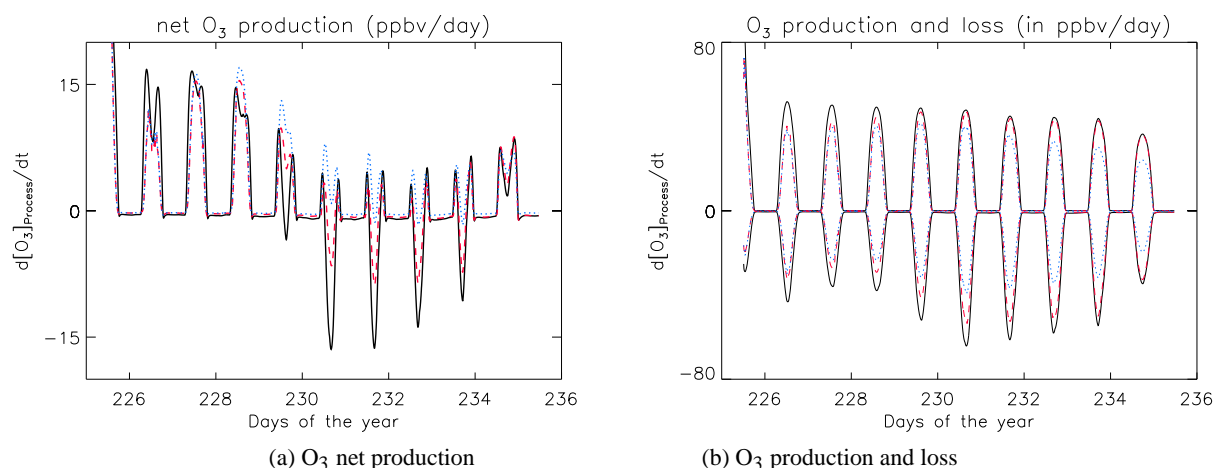 net O₃ production (ppbv/day)
d[O₃]Process/dt
15
0
−15
226 228 230 232 234 236
Days of the year
(a) O₃ net production
O₃ production and loss (in ppbv/day)
d[O₃]Process/dt
80
0
−80
226 228 230 232 234 236
Days of the year
(b) O₃ production and loss